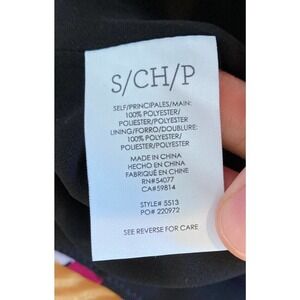 S/CH/P
SELF/PRINCIPALES/MAIN:
100% POLYESTER/
POLIESTER/POLYESTER
LINING/FORRO/DOUBLURE:
100% POLYESTER/
POLIESTER/POLYESTER
MADE IN CHINA
HECHO EN CHINA
FABRIQUÉ EN CHINE
RN#54077
CA#59814
STYLE# 5513
PO# 220972
SEE REVERSE FOR CARE